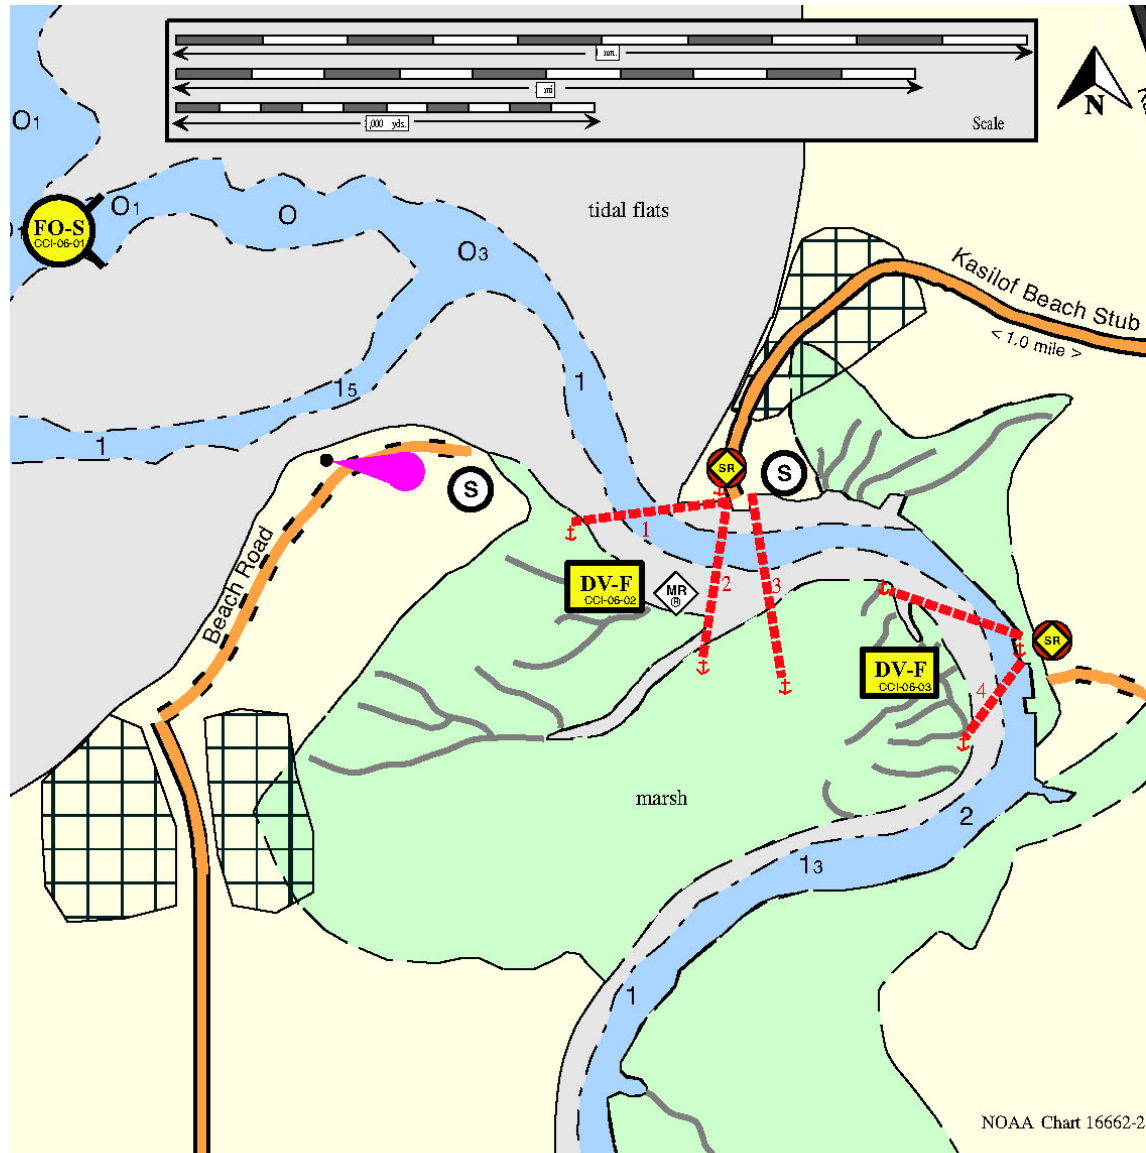 1 nm.
1 mi
1,000 yds.
Scale
N
O1
FO-S
CCI-06-01
O1
O
O3
tidal flats
Kasilof Beach Stub
< 1.0 mile >
1
15
1
SR
S
S
1
2
3
DV-F
CCI-06-02
MR
Beach Road
SR
DV-F
CCI-06-03
4
marsh
2
13
1
NOAA Chart 16662-2